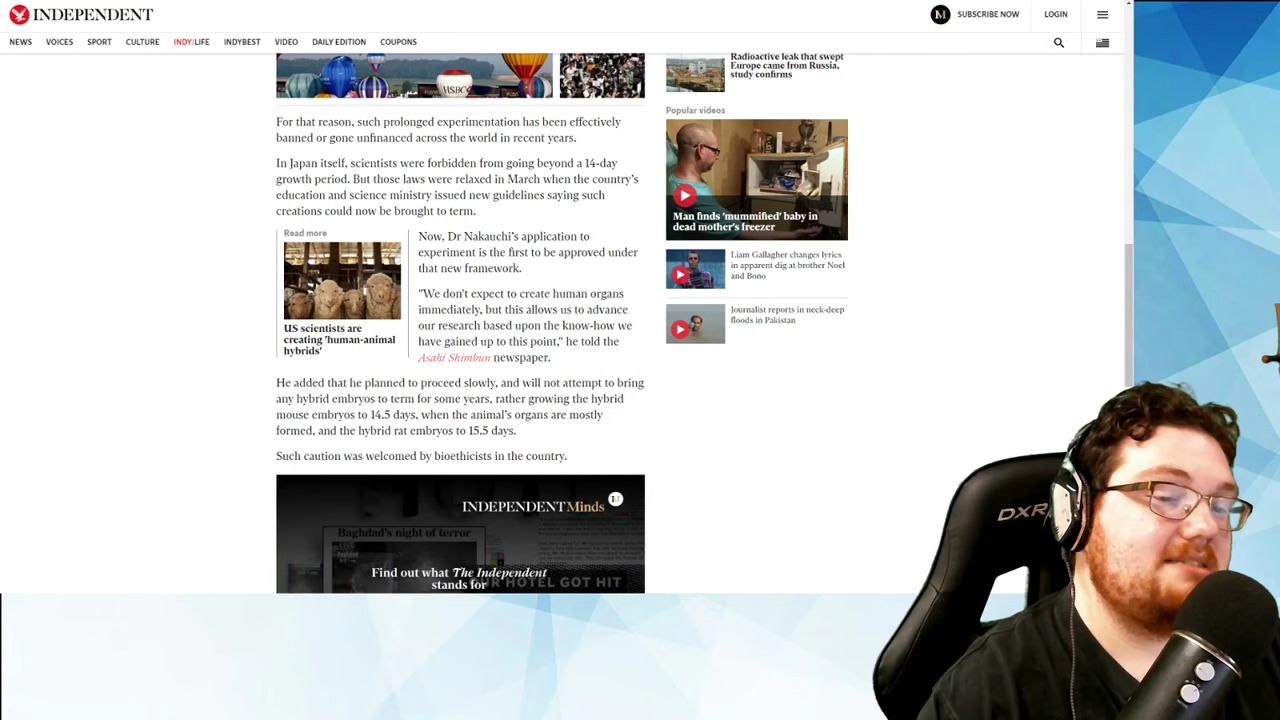 INDEPENDENT
SUBSCRIBE NOW
LOGIN
NEWS VOICES SPORT CULTURE INDY/LIFE INDYBEST VIDEO DAILY EDITION COUPONS
HSBC
For that reason, such prolonged experimentation has been effectively
banned or gone unfinanced across the world in recent years.
In Japan itself, scientists were forbidden from going beyond a 14-day
growth period. But those laws were relaxed in March when the country's
education and science ministry issued new guidelines saying such
creations could now be brought to term.
Read more
US scientists are
creating 'human-animal
hybrids'
Now, Dr Nakauchi's application to
experiment is the first to be approved under
that new framework.
"We don't expect to create human organs
immediately, but this allows us to advance
our research based upon the know-how we
have gained up to this point," he told the
Asahi Shimbun newspaper.
He added that he planned to proceed slowly, and will not attempt to bring
any hybrid embryos to term for some years, rather growing the hybrid
mouse embryos to 14.5 days, when the animal's organs are mostly
formed, and the hybrid rat embryos to 15.5 days.
Such caution was welcomed by bioethicists in the country.
INDEPENDENT Minds
Baghdad's night of terror
Find out what The Independent
stands for
OUR HOTEL GOT HIT
Radioactive leak that swept
Europe came from Russia,
study confirms
Popular videos
Man finds 'mummified' baby in
dead mother's freezer
Liam Gallagher changes lyrics
in apparent dig at brother Noel
and Bono
Journalist reports in neck-deep
floods in Pakistan
DXR